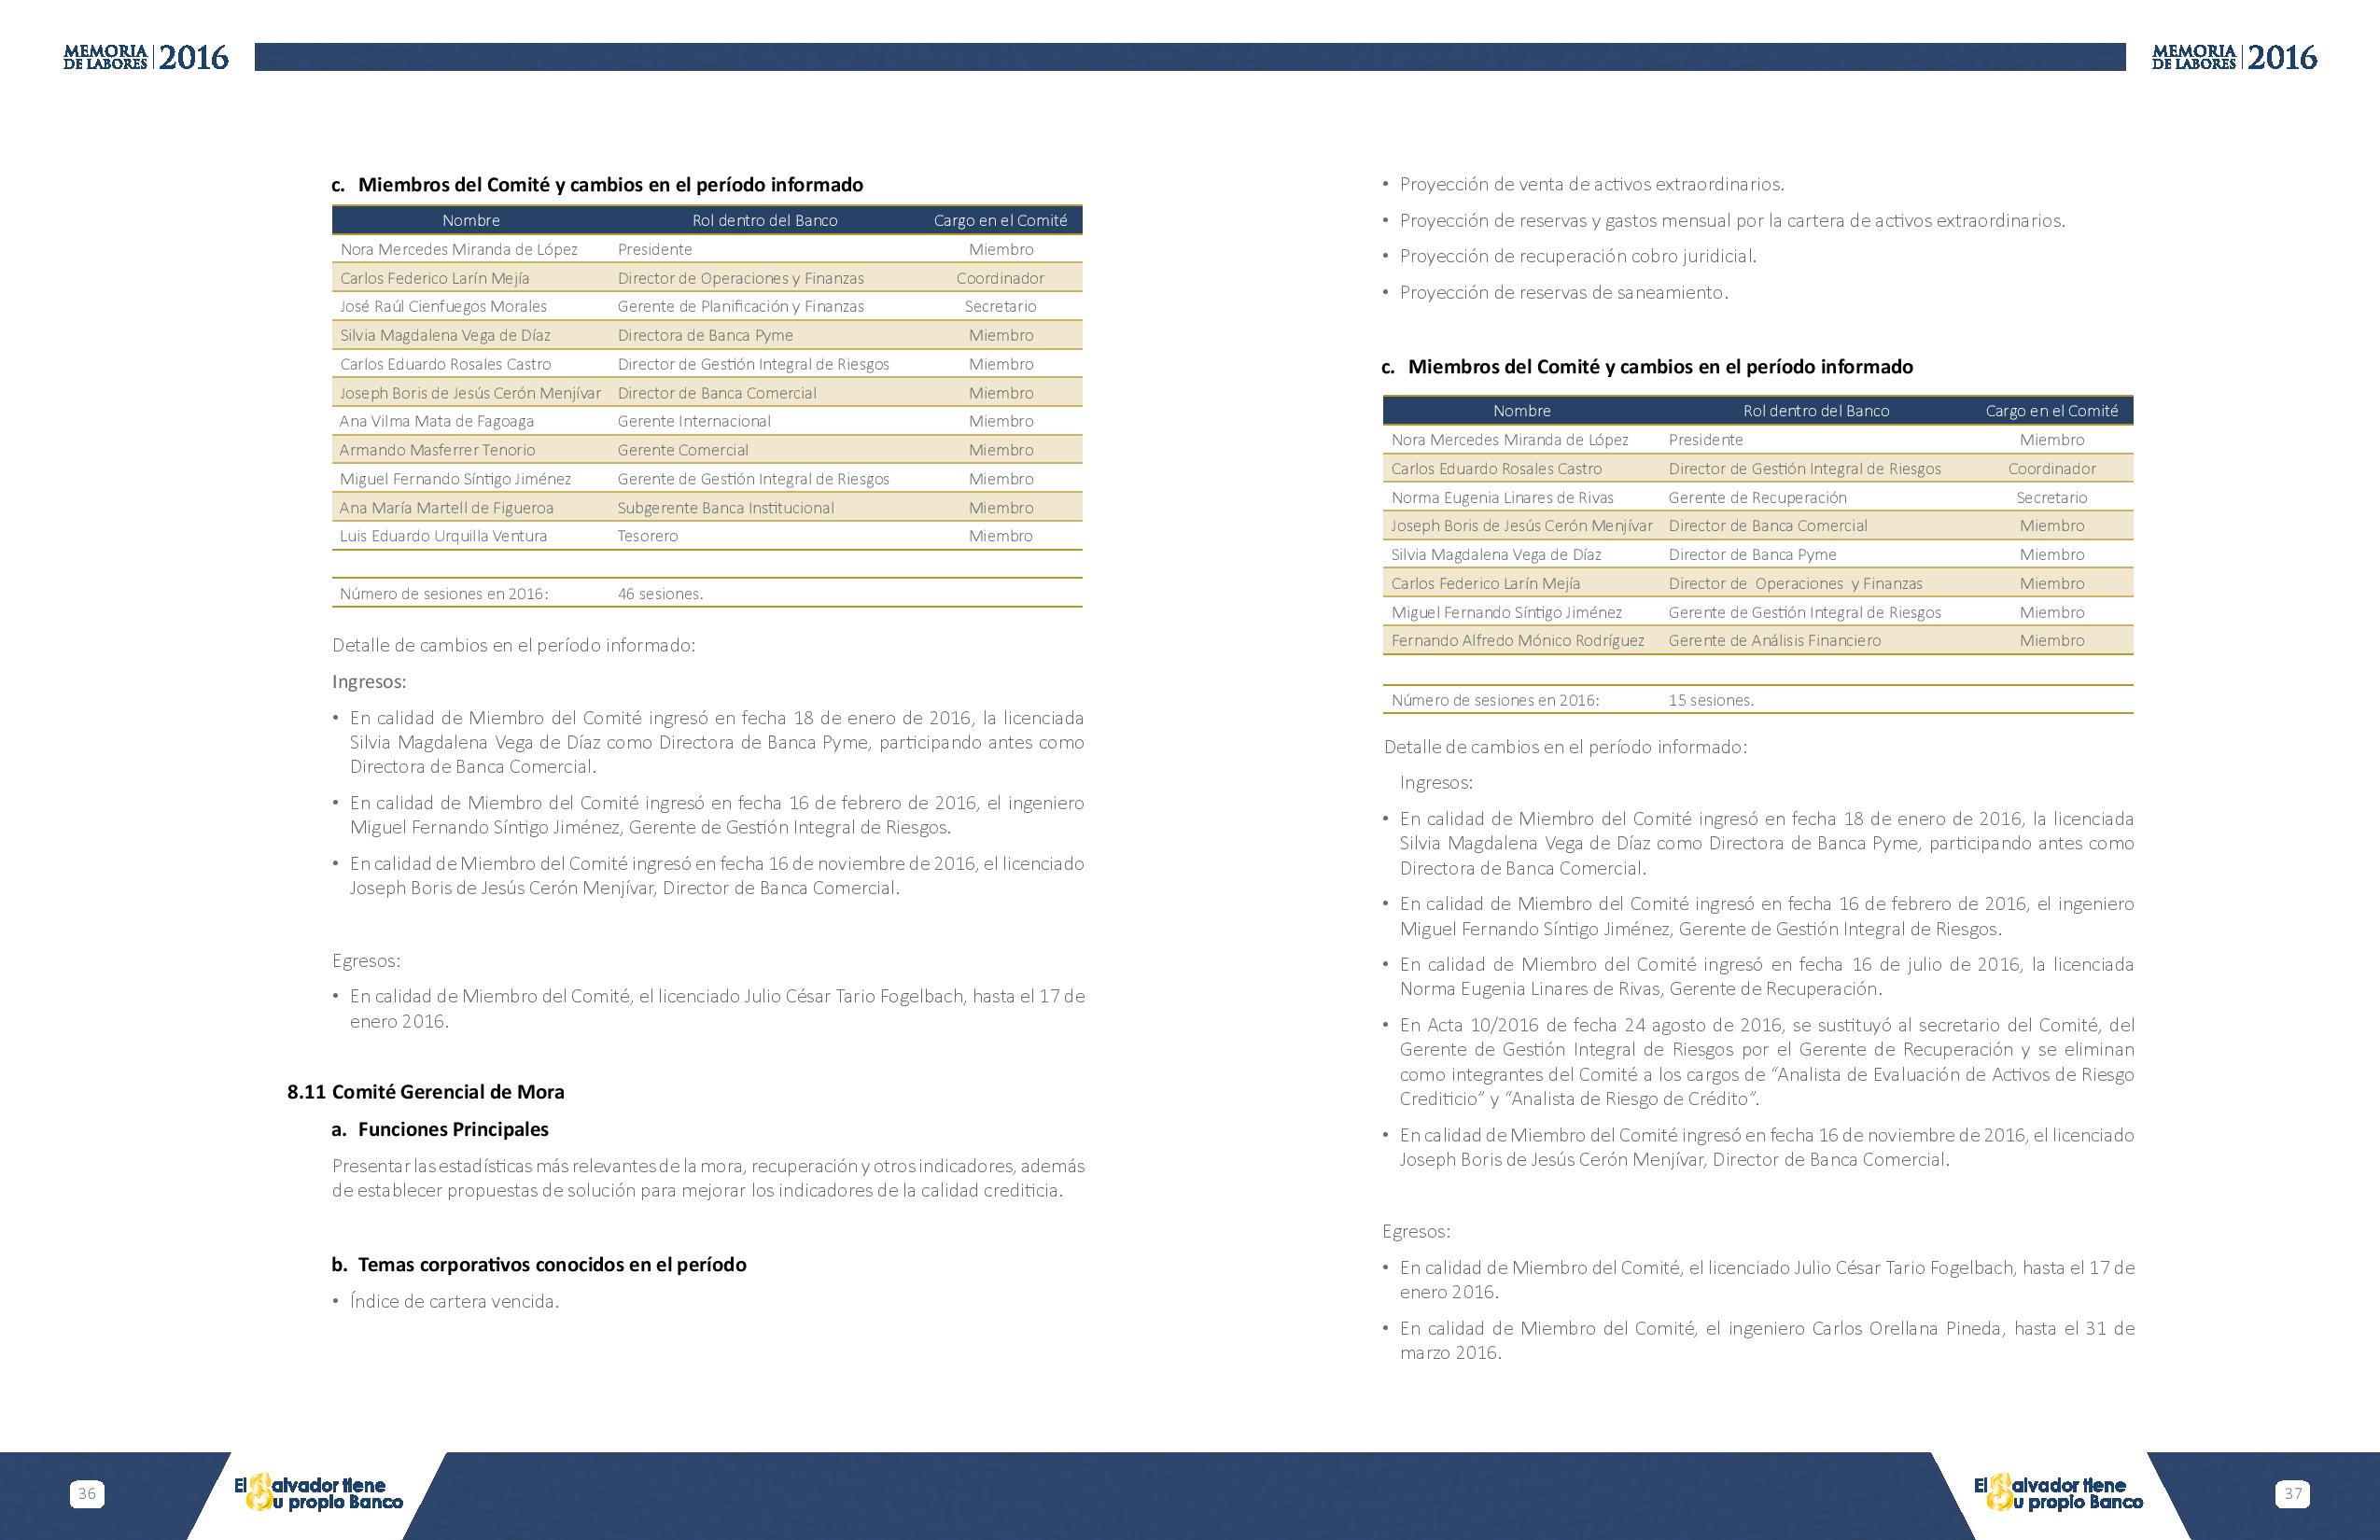 MEMORIA
DE LABORES 2016
MEMORIA
DE LABORES 2016
c. Miembros del Comité y cambios en el período informado
Nombre Rol dentro del Banco Cargo en el Comité
Nora Mercedes Miranda de López Presidente Miembro
Carlos Federico Larín Mejía Director de Operaciones y Finanzas Coordinador
José Raúl Cienfuegos Morales Gerente de Planificación y Finanzas Secretario
Silvia Magdalena Vega de Díaz Directora de Banca Pyme Miembro
Carlos Eduardo Rosales Castro Director de Gestión Integral de Riesgos Miembro
Joseph Boris de Jesús Cerón Menjívar Director de Banca Comercial Miembro
Ana Vilma Mata de Fagoaga Gerente Internacional Miembro
Armando Masferrer Tenorio Gerente Comercial Miembro
Miguel Fernando Síntigo Jiménez Gerente de Gestión Integral de Riesgos Miembro
Ana María Martell de Figueroa Subgerente Banca Institucional Miembro
Luis Eduardo Urquilla Ventura Tesorero Miembro
Número de sesiones en 2016: 46 sesiones.
Detalle de cambios en el período informado:
Ingresos:
• En calidad de Miembro del Comité ingresó en fecha 18 de enero de 2016, la licenciada
Silvia Magdalena Vega de Díaz como Directora de Banca Pyme, participando antes como
Directora de Banca Comercial.
• En calidad de Miembro del Comité ingresó en fecha 16 de febrero de 2016, el ingeniero
Miguel Fernando Síntigo Jiménez, Gerente de Gestión Integral de Riesgos.
• En calidad de Miembro del Comité ingresó en fecha 16 de noviembre de 2016, el licenciado
Joseph Boris de Jesús Cerón Menjívar, Director de Banca Comercial.
Egresos:
• En calidad de Miembro del Comité, el licenciado Julio César Tario Fogelbach, hasta el 17 de
enero 2016.
8.11 Comité Gerencial de Mora
a. Funciones Principales
Presentar las estadísticas más relevantes de la mora, recuperación y otros indicadores, además
de establecer propuestas de solución para mejorar los indicadores de la calidad crediticia.
b. Temas corporativos conocidos en el período
• Índice de cartera vencida.
• Proyección de venta de activos extraordinarios.
• Proyección de reservas y gastos mensual por la cartera de activos extraordinarios.
• Proyección de recuperación cobro juridicial.
• Proyección de reservas de saneamiento.
c. Miembros del Comité y cambios en el período informado
Nombre Rol dentro del Banco Cargo en el Comité
Nora Mercedes Miranda de López Presidente Miembro
Carlos Eduardo Rosales Castro Director de Gestión Integral de Riesgos Coordinador
Norma Eugenia Linares de Rivas Gerente de Recuperación Secretario
Joseph Boris de Jesús Cerón Menjívar Director de Banca Comercial Miembro
Silvia Magdalena Vega de Díaz Director de Banca Pyme Miembro
Carlos Federico Larín Mejía Director de Operaciones y Finanzas Miembro
Miguel Fernando Síntigo Jiménez Gerente de Gestión Integral de Riesgos Miembro
Fernando Alfredo Mónico Rodríguez Gerente de Análisis Financiero Miembro
Número de sesiones en 2016: 15 sesiones.
Detalle de cambios en el período informado:
Ingresos:
• En calidad de Miembro del Comité ingresó en fecha 18 de enero de 2016, la licenciada
Silvia Magdalena Vega de Díaz como Directora de Banca Pyme, participando antes como
Directora de Banca Comercial.
• En calidad de Miembro del Comité ingresó en fecha 16 de febrero de 2016, el ingeniero
Miguel Fernando Síntigo Jiménez, Gerente de Gestión Integral de Riesgos.
• En calidad de Miembro del Comité ingresó en fecha 16 de julio de 2016, la licenciada
Norma Eugenia Linares de Rivas, Gerente de Recuperación.
• En Acta 10/2016 de fecha 24 agosto de 2016, se sustituyó al secretario del Comité, del
Gerente de Gestión Integral de Riesgos por el Gerente de Recuperación y se eliminan
como integrantes del Comité a los cargos de “Analista de Evaluación de Activos de Riesgo
Crediticio” y “Analista de Riesgo de Crédito”.
• En calidad de Miembro del Comité ingresó en fecha 16 de noviembre de 2016, el licenciado
Joseph Boris de Jesús Cerón Menjívar, Director de Banca Comercial.
Egresos:
• En calidad de Miembro del Comité, el licenciado Julio César Tario Fogelbach, hasta el 17 de
enero 2016.
• En calidad de Miembro del Comité, el ingeniero Carlos Orellana Pineda, hasta el 31 de
marzo 2016.
36
El Salvador tiene
Su propio Banco
El Salvador tiene
Su propio Banco
37